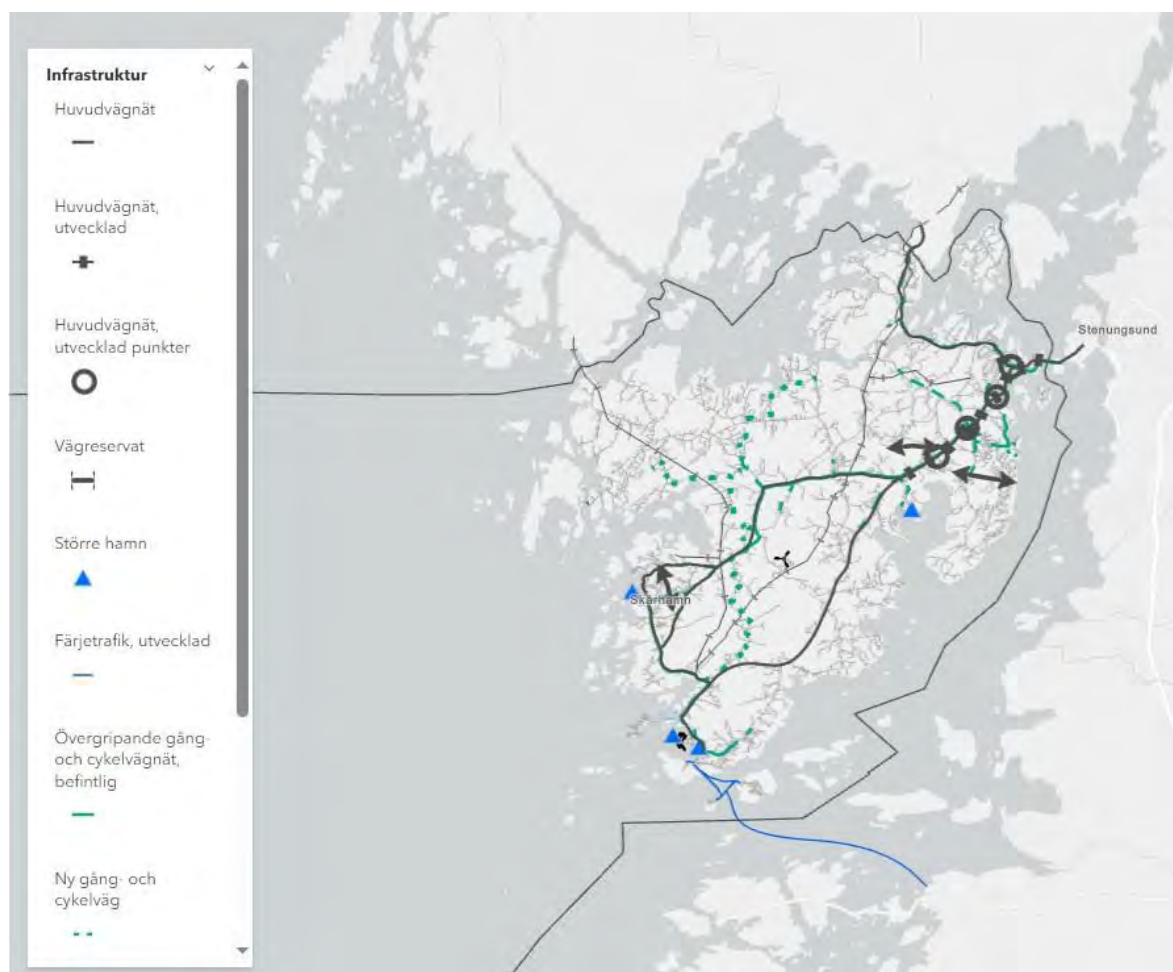 Infrastruktur
Huvudvägnät
Huvudvägnät,
utvecklad
Huvudvägnät,
utvecklad punkter
Vägreservat
Större hamn
Färjetrafik, utvecklad
Övergripande gång-
och cykelvägnät,
befintlig
Ny gång- och
cykelväg
Stenungsund
Skärhamn